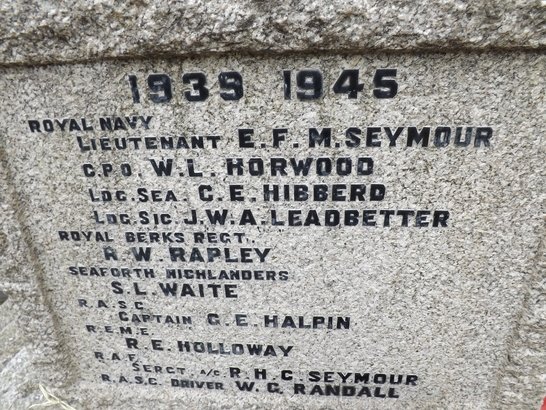 1939 1945
ROYAL NAVY
LIEUTENANT E.F.M.SEYMOUR
C.P.O. W.L. HORWOOD
LDG.SEA. C.E.HIBBERD
LDG.SIG. J.W.A.LEADBETTER
ROYAL BERKS REGT.
R.W. RAPLEY
SEAFORTH HIGHLANDERS
S.L.WAITE
R.A.S.C.
CAPTAIN G.E.HALPIN
R.E.M.E.
R.E. HOLLOWAY
R.A.F.
SERGT. A/G R.H.C.SEYMOUR
R.A.S.C. DRIVER W.G. RANDALL